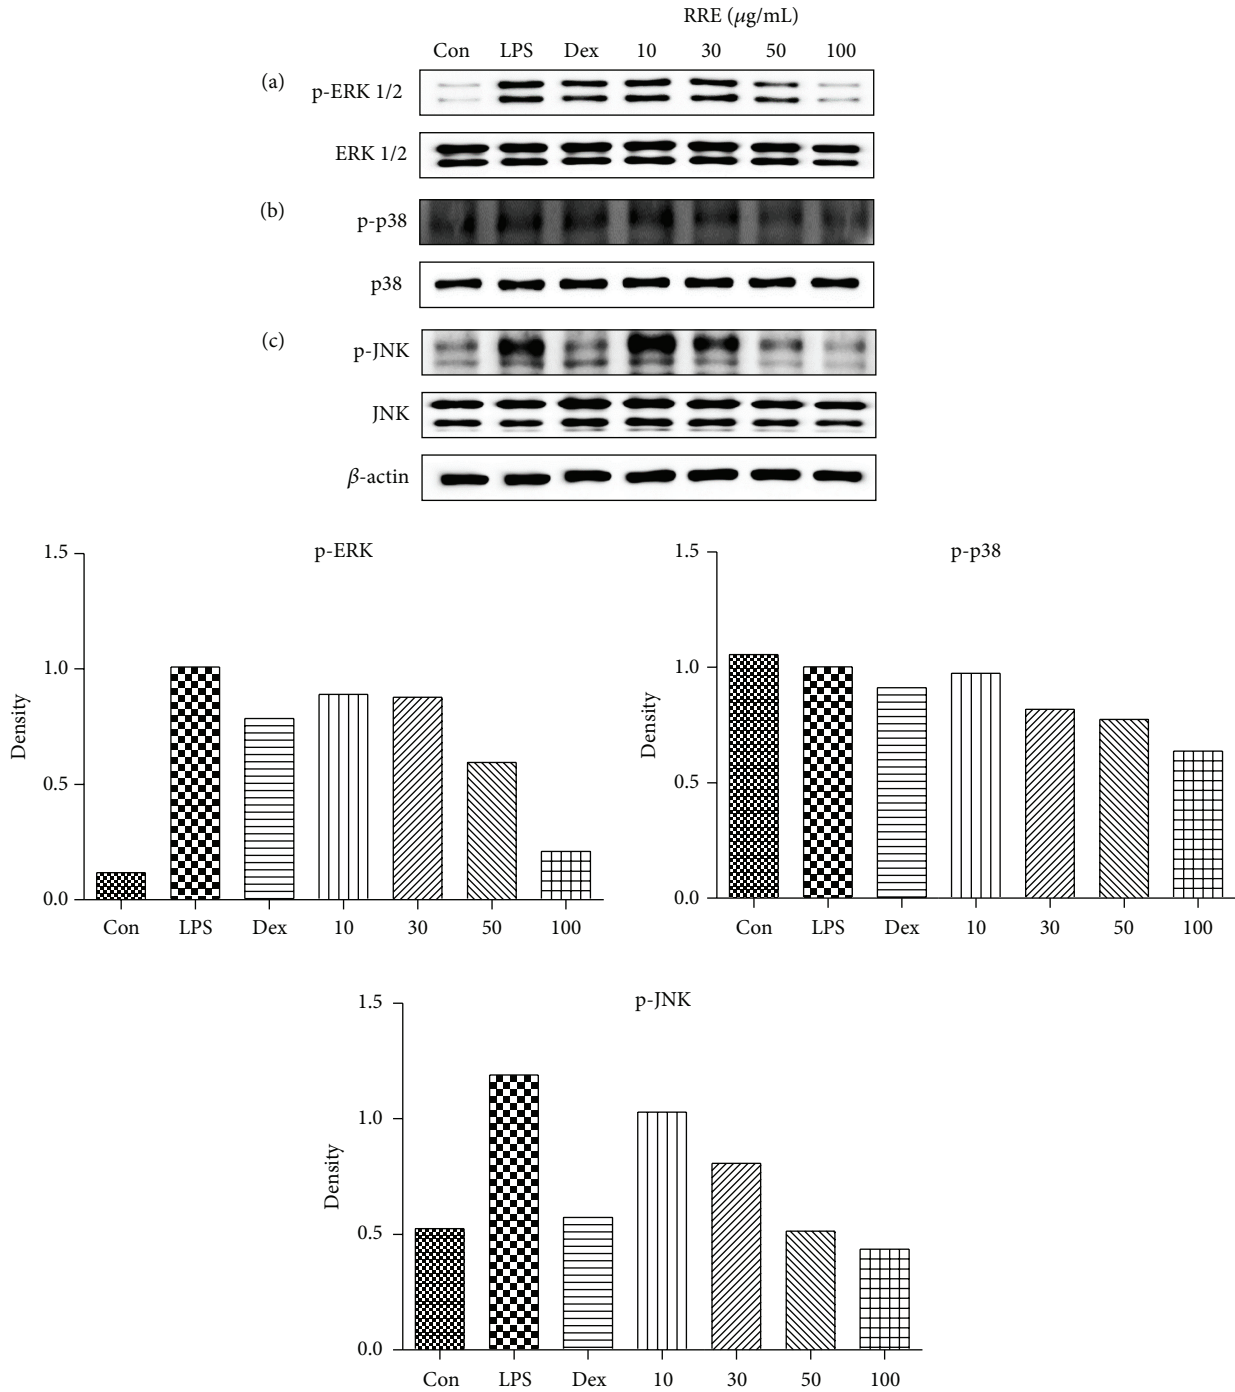 RRE (μg/mL)
Con LPS Dex 10 30 50 100
(a) p-ERK 1/2
ERK 1/2
(b) p-p38
p38
(c) p-JNK
JNK
β-actin
p-ERK
1.5
1.0
0.5
0.0
Density
Con LPS Dex 10 30 50 100
p-p38
1.5
1.0
0.5
0.0
Density
Con LPS Dex 10 30 50 100
p-JNK
1.5
1.0
0.5
0.0
Density
Con LPS Dex 10 30 50 100